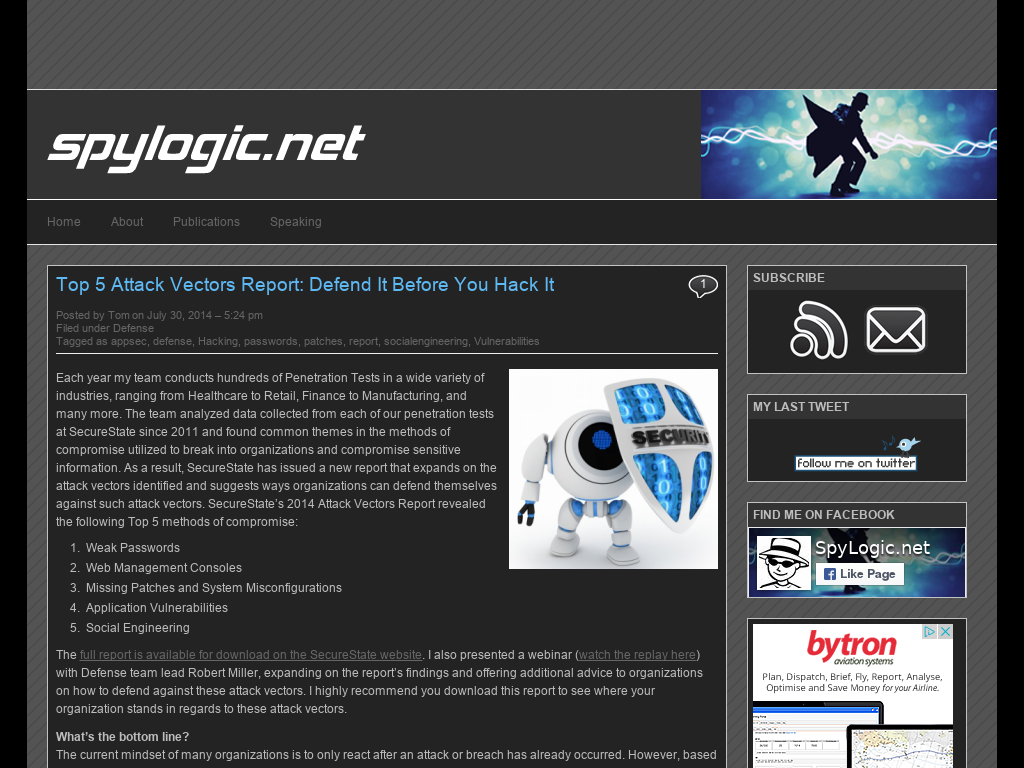 spylogic.net
Home About Publications Speaking
Top 5 Attack Vectors Report: Defend It Before You Hack It
1
Posted by Tom on July 30, 2014 – 5:24 pm
Filed under Defense
Tagged as appsec, defense, Hacking, passwords, patches, report, socialengineering, Vulnerabilities
Each year my team conducts hundreds of Penetration Tests in a wide variety of
industries, ranging from Healthcare to Retail, Finance to Manufacturing, and
many more. The team analyzed data collected from each of our penetration tests
at SecureState since 2011 and found common themes in the methods of
compromise utilized to break into organizations and compromise sensitive
information. As a result, SecureState has issued a new report that expands on the
attack vectors identified and suggests ways organizations can defend themselves
against such attack vectors. SecureState's 2014 Attack Vectors Report revealed
the following Top 5 methods of compromise:
SECURITY
1. Weak Passwords
2. Web Management Consoles
3. Missing Patches and System Misconfigurations
4. Application Vulnerabilities
5. Social Engineering
The full report is available for download on the SecureState website. I also presented a webinar (watch the replay here)
with Defense team lead Robert Miller, expanding on the report's findings and offering additional advice to organizations
on how to defend against these attack vectors. I highly recommend you download this report to see where your
organization stands in regards to these attack vectors.
What's the bottom line?
The current mindset of many organizations is to only react after an attack or breach has already occurred. However, based
SUBSCRIBE
MY LAST TWEET
follow me on twitter
FIND ME ON FACEBOOK
SpyLogic.net
Like Page
bytron
aviation systems
Plan, Dispatch, Brief, Fly, Report, Analyse,
Optimise and Save Money for your Airline.